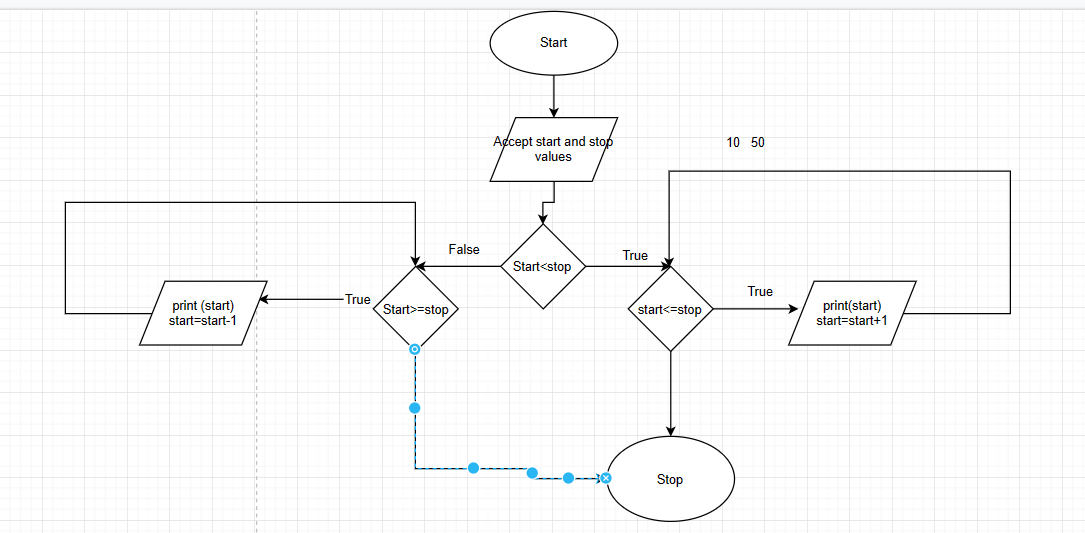 Start
Accept start and stop
values
10 50
False
Start<stop
True
print (start)
start=start-1
True
Start>=stop
start<=stop
True
print(start)
start=start+1
Stop